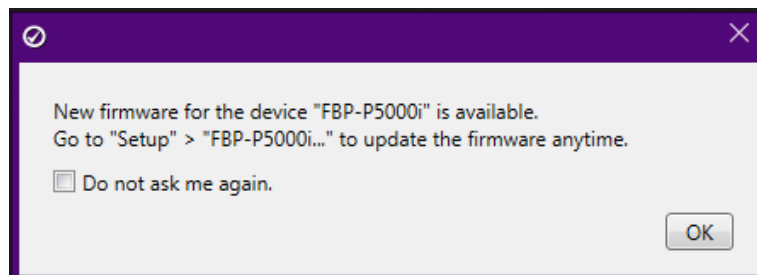 New firmware for the device "FBP-P5000i" is available.
Go to "Setup" > "FBP-P5000i..." to update the firmware anytime.
Do not ask me again.
OK